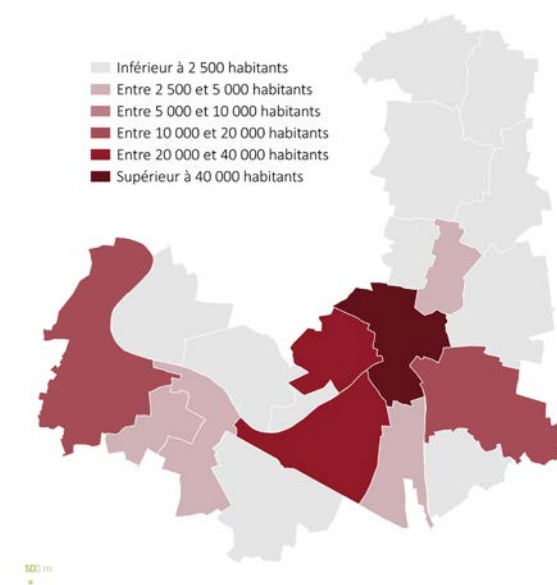 Inférieur à 2 500 habitants
Entre 2 500 et 5 000 habitants
Entre 5 000 et 10 000 habitants
Entre 10 000 et 20 000 habitants
Entre 20 000 et 40 000 habitants
Supérieur à 40 000 habitants